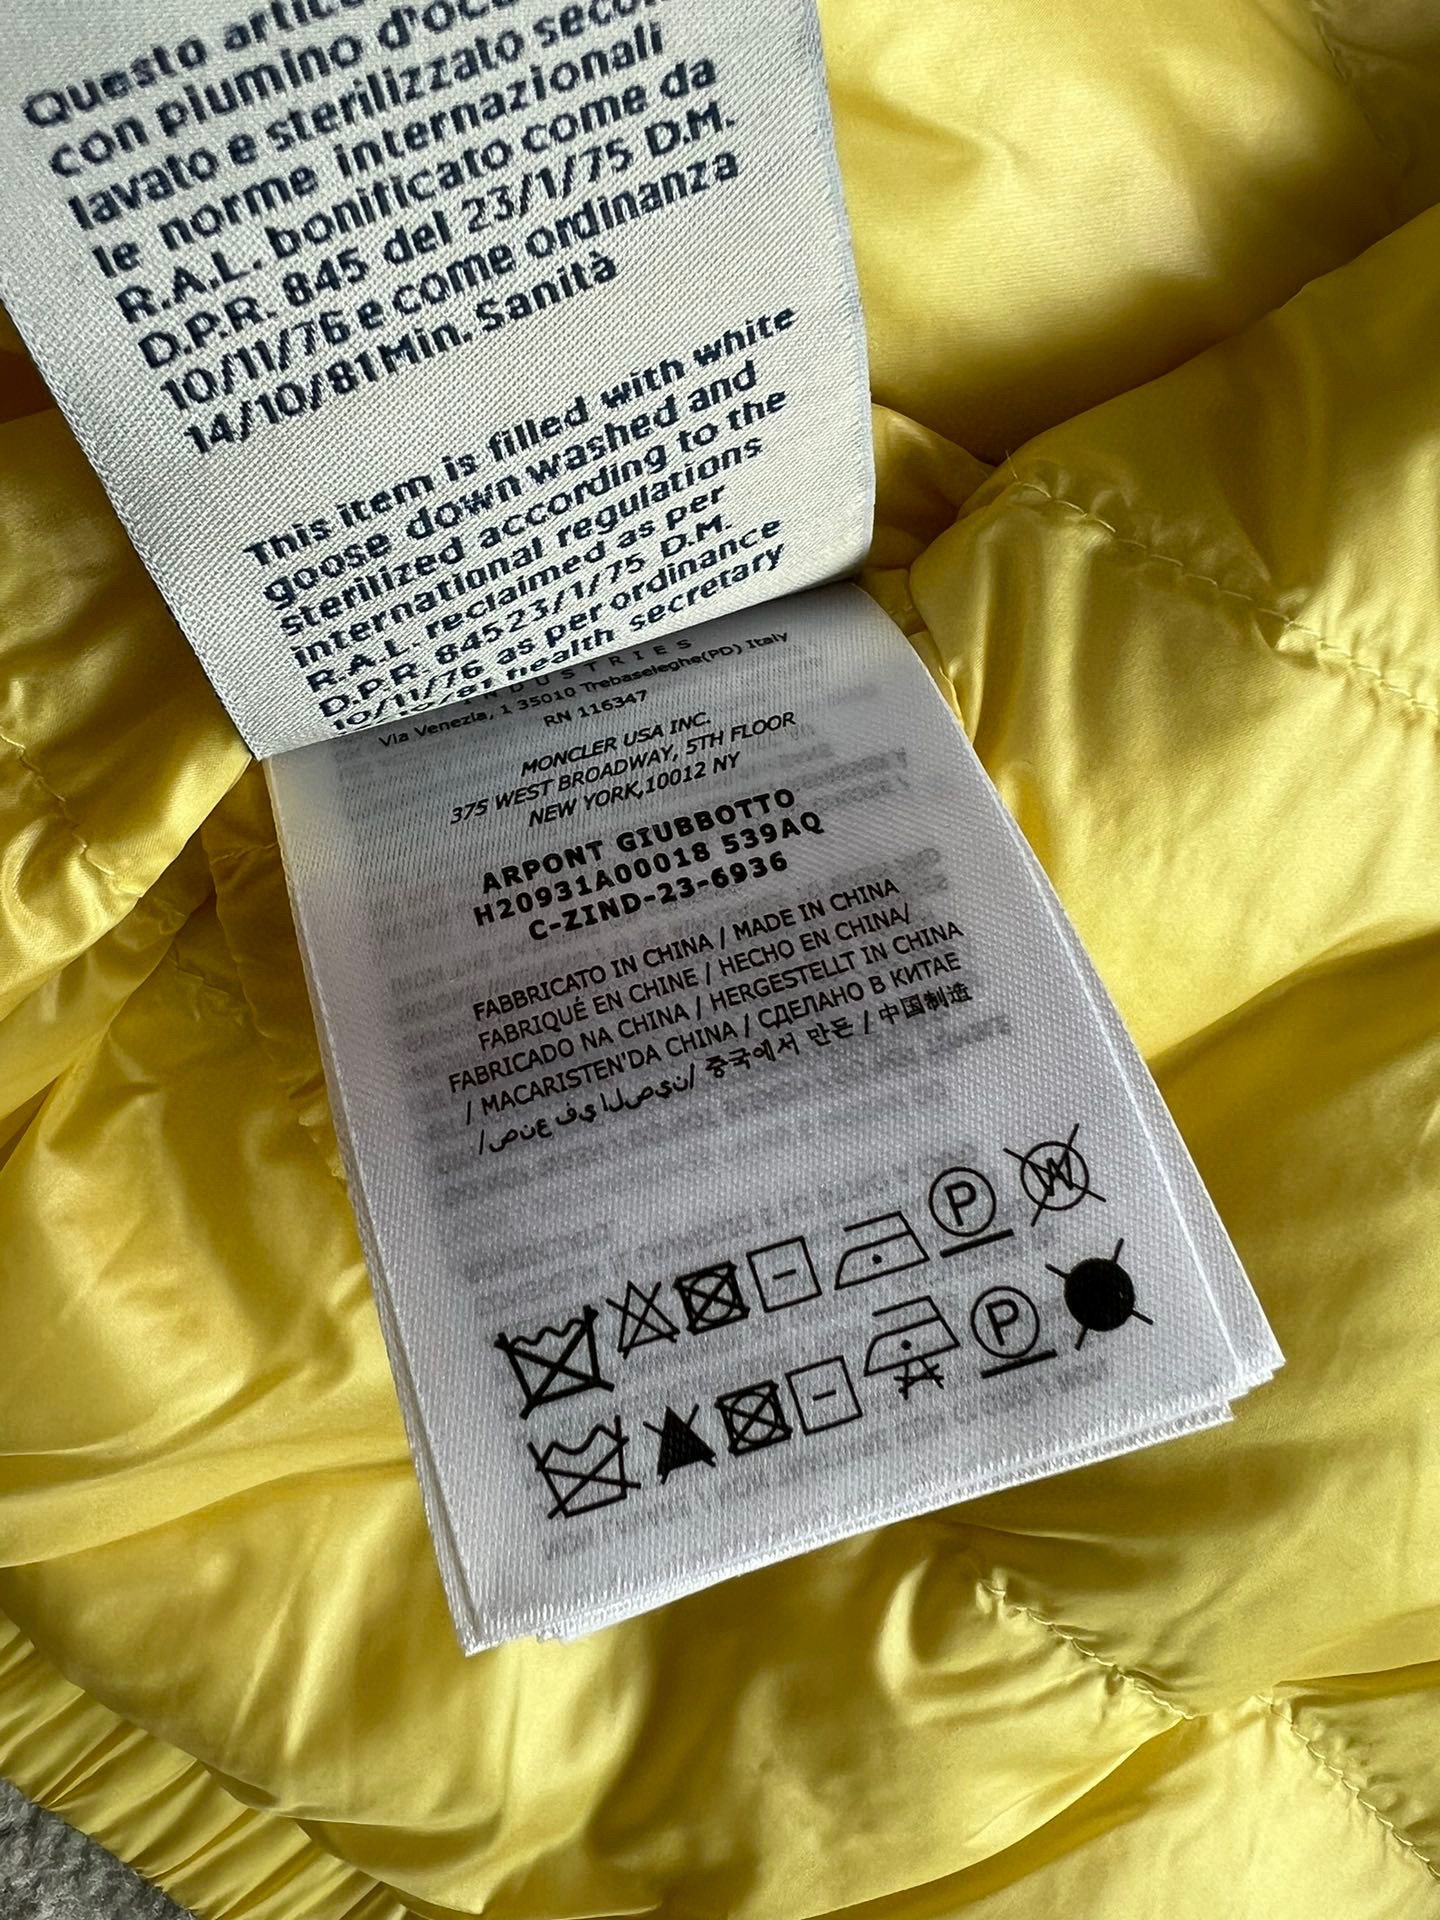 Questo artic
con piumino d'oc
lavato e sterilizzato seco
le norme internazionali
R.A.L. bonificato come da
D.P.R. 845 del 23/1/75 D.M.
10/11/76 e come ordinanza
14/10/81 Min. Sanità
This item is filled with white
goose down washed and
sterilized according to the
international regulations
R.A.L. reclaimed as per
D.P.R. 84523/1/75 D.M.
10/11/76 as per ordinance
health secretary
INDUSTRIES
Via Venezia, 1 35010 Trebaseleghe(PD) Italy
RN 116347
MONCLER USA INC.
375 WEST BROADWAY, 5TH FLOOR
NEW YORK,10012 NY
ARPONT GIUBBOTTO
H20931A00018 539AQ
C-ZIND-23-6936
FABBRICATO IN CHINA / MADE IN CHINA
FABRIQUÉ EN CHINE / HECHO EN CHINA/
FABRICADO NA CHINA / HERGESTELLT IN CHINA
/ MACARISTEN'DA CHINA / СДЕЛАНО В КИТАЕ
/صنع في الصين/ 중국에서 만든 / 中国制造
P W
P